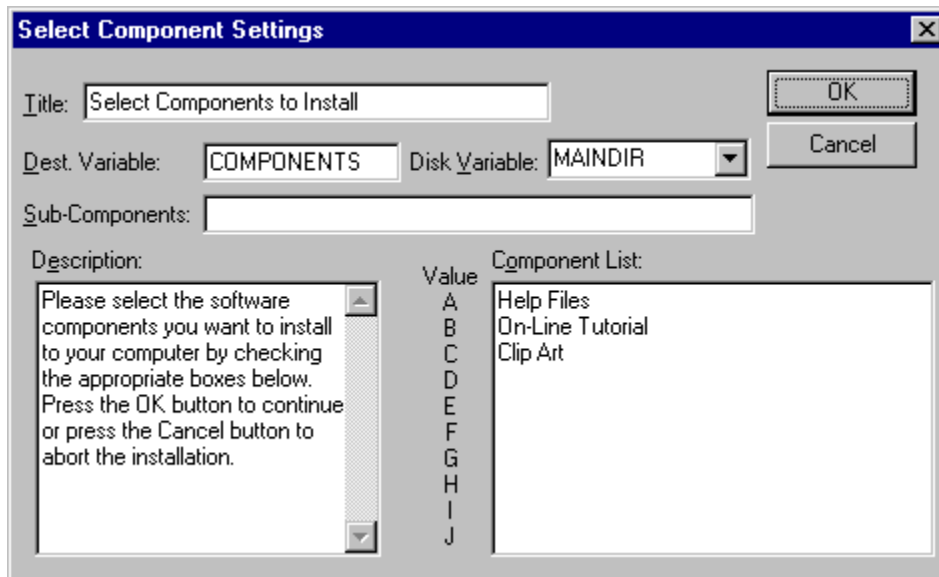 Select Component Settings
Title: Select Components to Install
OK
Dest. Variable: COMPONENTS Disk Variable: MAINDIR
Cancel
Sub-Components:
Description:
Please select the software
components you want to install
to your computer by checking
the appropriate boxes below.
Press the OK button to continue
or press the Cancel button to
abort the installation.
Value
A
B
C
D
E
F
G
H
I
J
Component List:
Help Files
On-Line Tutorial
Clip Art